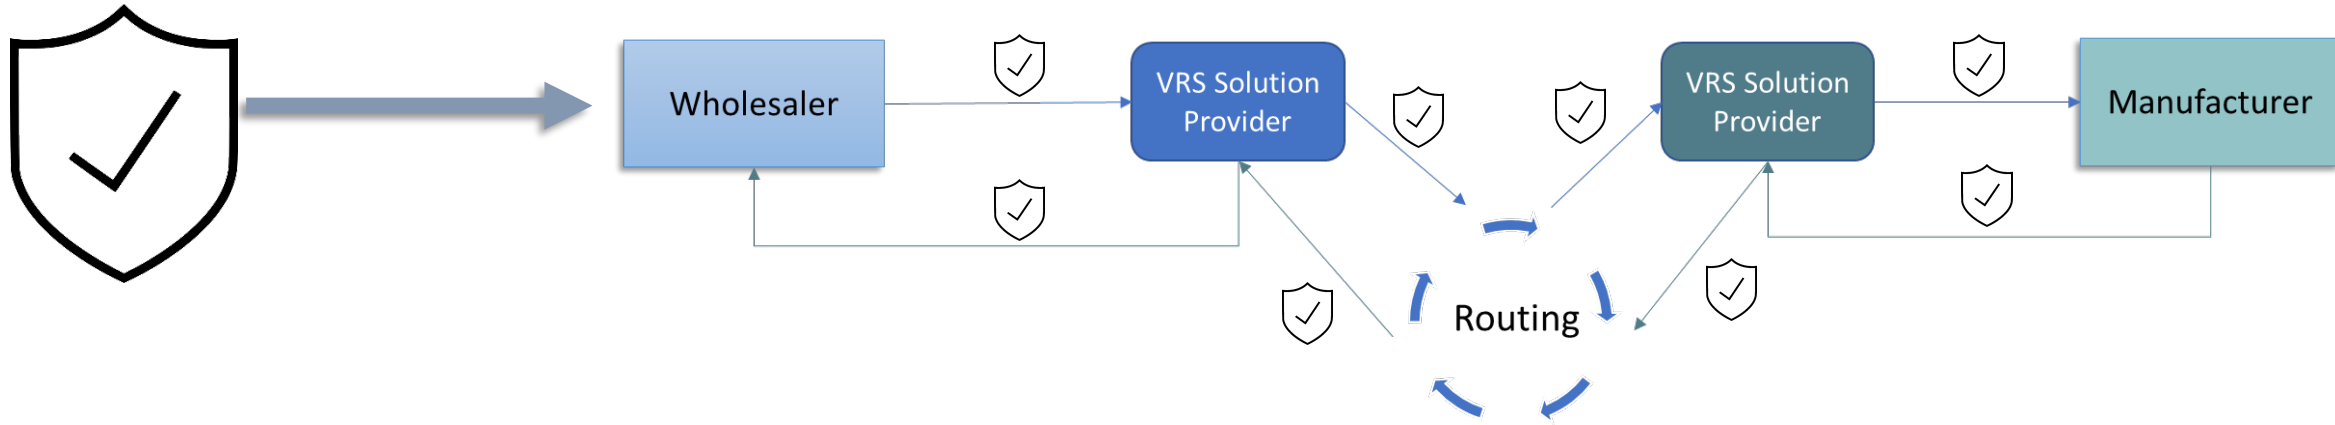 Wholesaler
VRS Solution
Provider
VRS Solution
Provider
Manufacturer
Routing